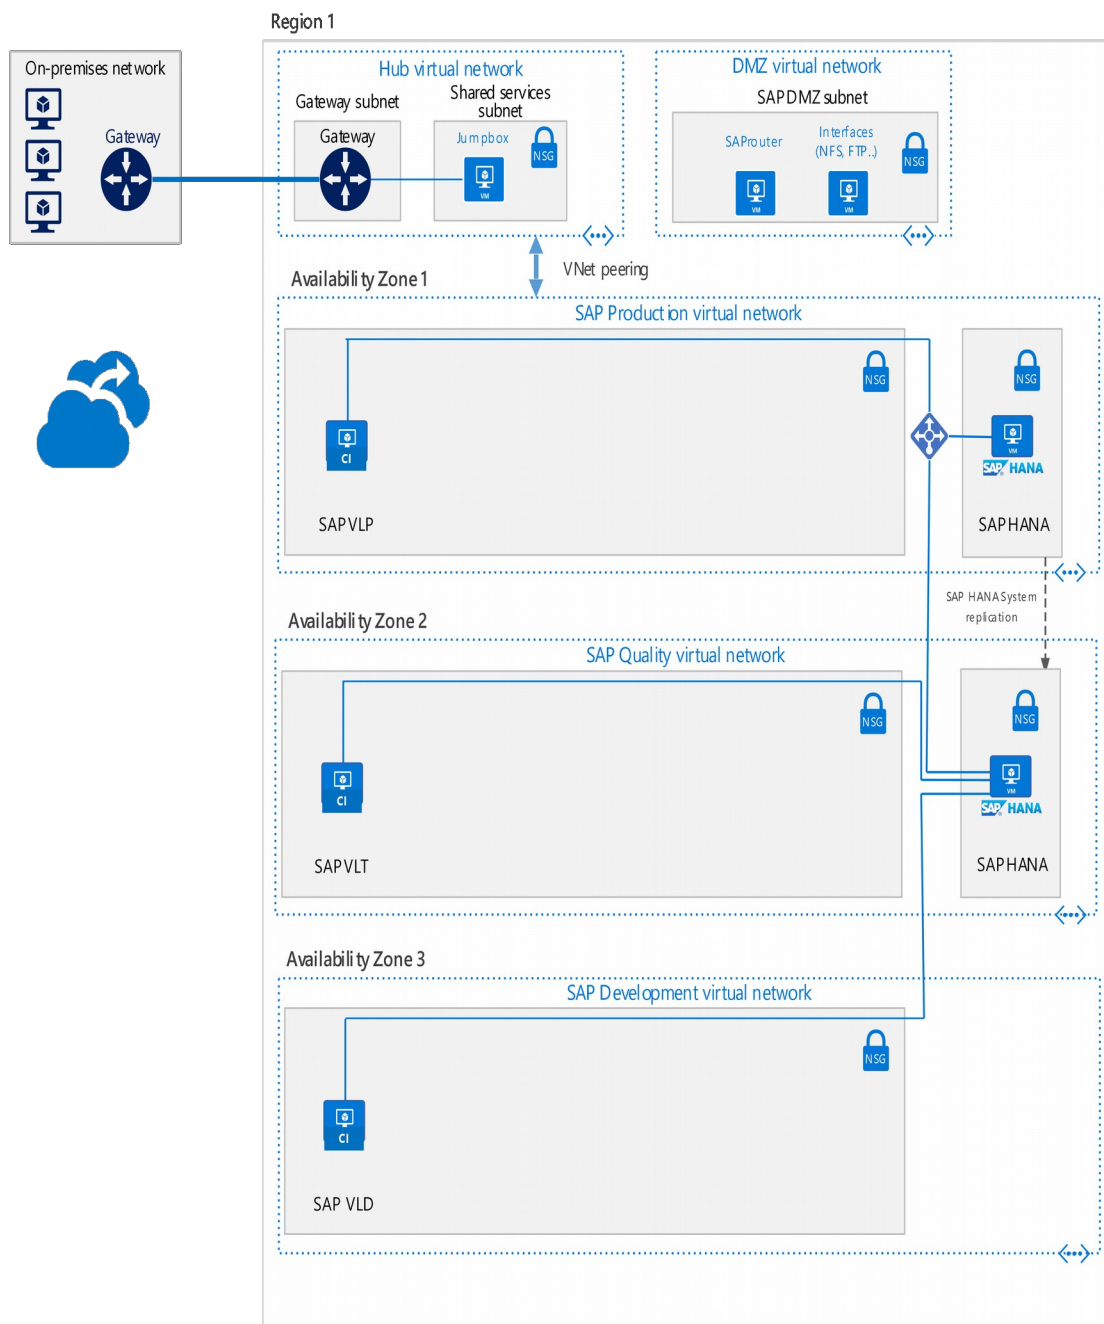 Region 1
On-premises network
Gateway
Hub virtual network
Gateway subnet
Gateway
Shared services
subnet
Jumpbox
NSG
VM
DMZ virtual network
SAP DMZ subnet
SAProuter
Interfaces
(NFS, FTP..)
NSG
VM
VM
VNet peering
Availability Zone 1
SAP Production virtual network
NSG
NSG
CI
VM
SAP HANA
SAP VLP
SAP HANA
SAP HANA System
replication
Availability Zone 2
SAP Quality virtual network
NSG
NSG
CI
VM
SAP HANA
SAP VLT
SAP HANA
Availability Zone 3
SAP Development virtual network
NSG
CI
SAP VLD